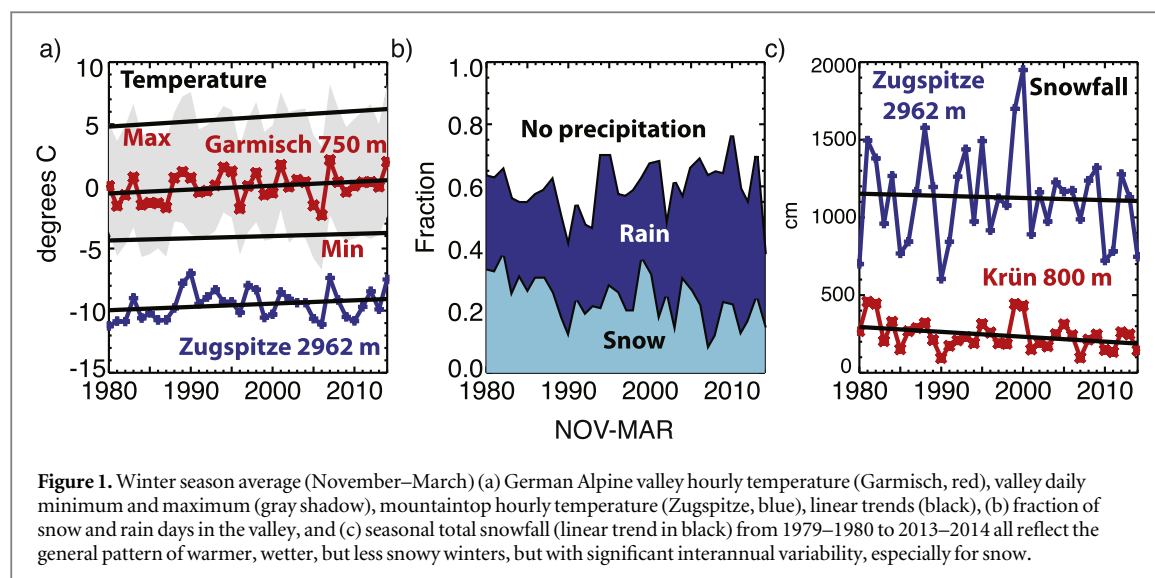 a)
b)
c)
10
5
0
-5
-10
-15
degrees C
Temperature
Max
Garmisch 750 m
Min
Zugspitze 2962 m
1980 1990 2000 2010
1.0
0.8
0.6
0.4
0.2
0.0
Fraction
No precipitation
Rain
Snow
1980 1990 2000 2010
NOV-MAR
2000
1500
1000
500
0
cm
Zugspitze
2962 m
Snowfall
Krün 800 m
1980 1990 2000 2010
Figure 1. Winter season average (November–March) (a) German Alpine valley hourly temperature (Garmisch, red), valley daily
minimum and maximum (gray shadow), mountaintop hourly temperature (Zugspitze, blue), linear trends (black), (b) fraction of
snow and rain days in the valley, and (c) seasonal total snowfall (linear trend in black) from 1979–1980 to 2013–2014 all reflect the
general pattern of warmer, wetter, but less snowy winters, but with significant interannual variability, especially for snow.